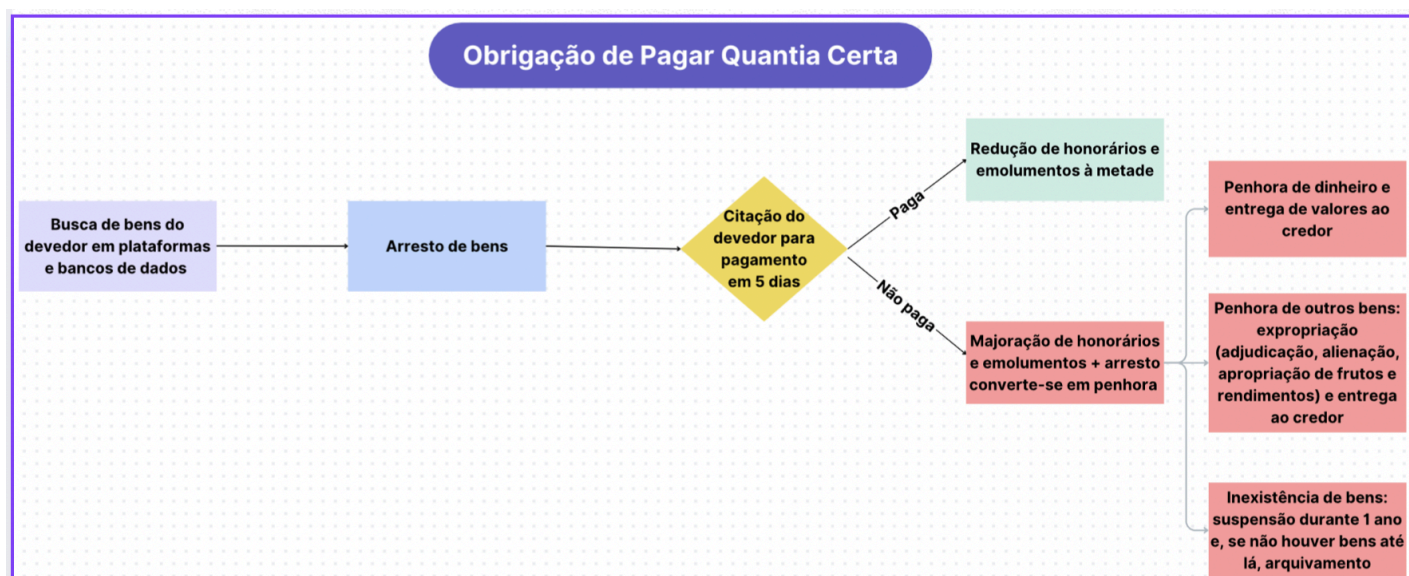 Obrigação de Pagar Quantia Certa
Busca de bens do
devedor em plataformas
e bancos de dados
Arresto de bens
Citação do
devedor para
pagamento
em 5 dias
Paga
Não paga
Redução de honorários e
emolumentos à metade
Majoração de honorários
e emolumentos + arresto
converte-se em penhora
Penhora de dinheiro e
entrega de valores ao
credor
Penhora de outros bens:
expropriação
(adjudicação, alienação,
apropriação de frutos e
rendimentos) e entrega
ao credor
Inexistência de bens:
suspensão durante 1 ano
e, se não houver bens até
lá, arquivamento